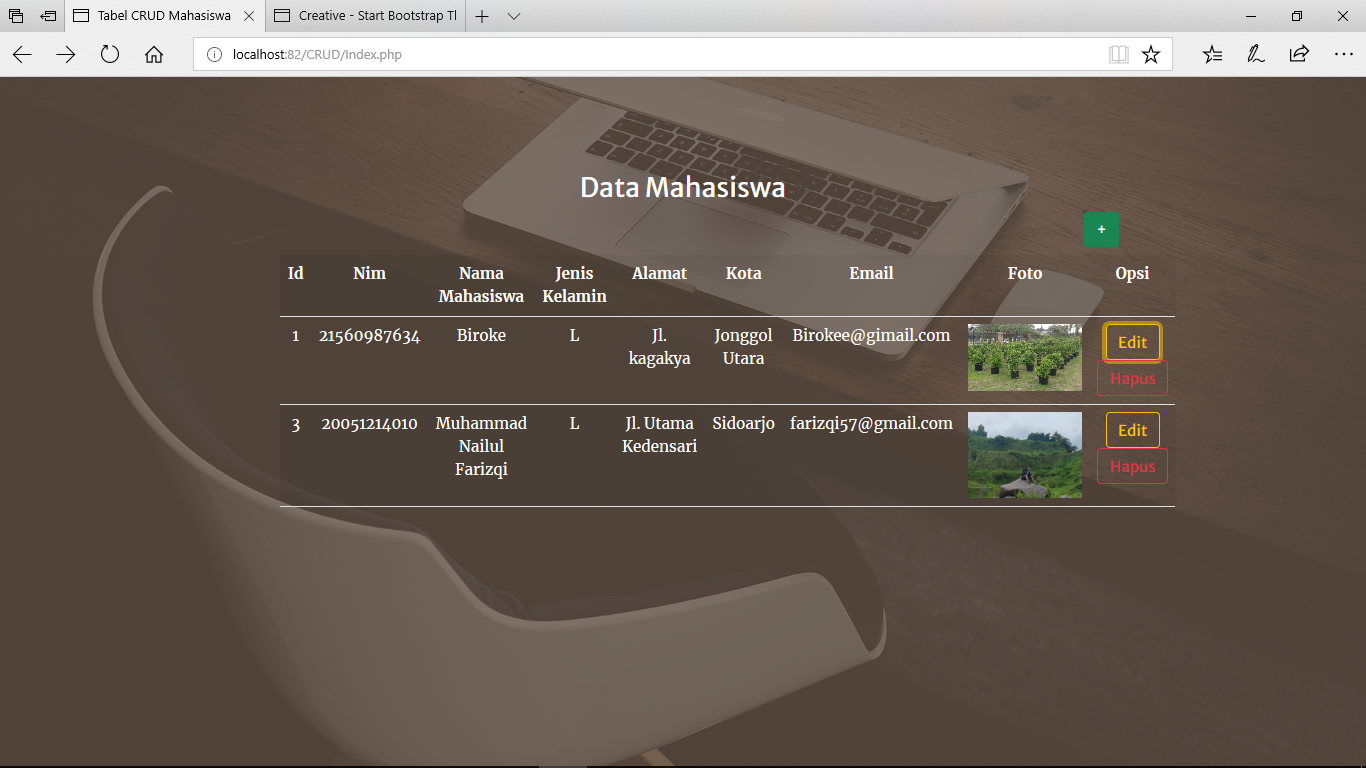 Tabel CRUD Mahasiswa
Creative - Start Bootstrap Tl
localhost:82/CRUD/Index.php
Data Mahasiswa
+
Id Nim Nama Mahasiswa Jenis Kelamin Alamat Kota Email Foto Opsi
1 21560987634 Biroke L Jl. kagakya Jonggol Utara Birokee@gimail.com Edit
Hapus
3 20051214010 Muhammad Nailul Farizqi L Jl. Utama Kedensari Sidoarjo farizqi57@gmail.com Edit
Hapus